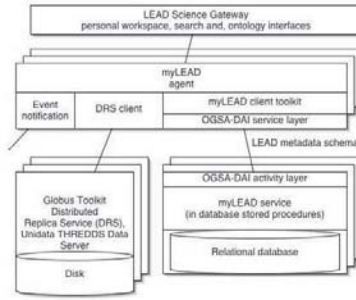 LEAD Science Gateway
personal workspace, search and, ontology interfaces
myLEAD
agent
Event
notification
DRS client
myLEAD client toolkit
OGSA-DAI service layer
LEAD metadata schema
Globus Toolkit
Distributed
Replica Service (DRS),
Unidata THREDDS Data
Server
Disk
OGSA-DAI activity layer
myLEAD service
(in database stored procedures)
Relational database